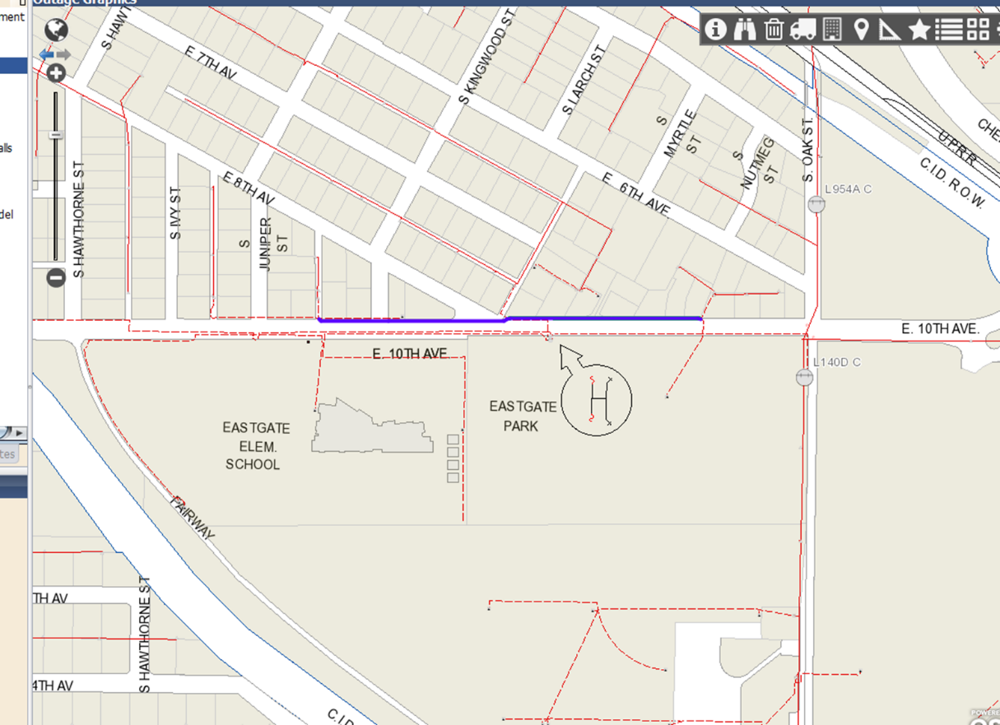 Outage Graphics
ment
S HAWT
E 7TH AV
S KINGWOOD ST
S LARCH ST
S
MYRTLE
ST
S
NUTMEG
ST
S. OAK ST.
U.P.R.R.
CHE
C.I.D. R.O.W.
alls
del
L954A C
E 6TH AVE.
E 8TH AV
S HAWTHORNE ST
S IVY ST
S
JUNIPER
ST
E. 10TH AVE.
E. 10TH AVE.
L140D C
H
EASTGATE
PARK
EASTGATE
ELEM.
SCHOOL
tes
FAIRWAY
TH AV
S HAWTHORNE ST
4TH AV
C.I.D.
POWERE